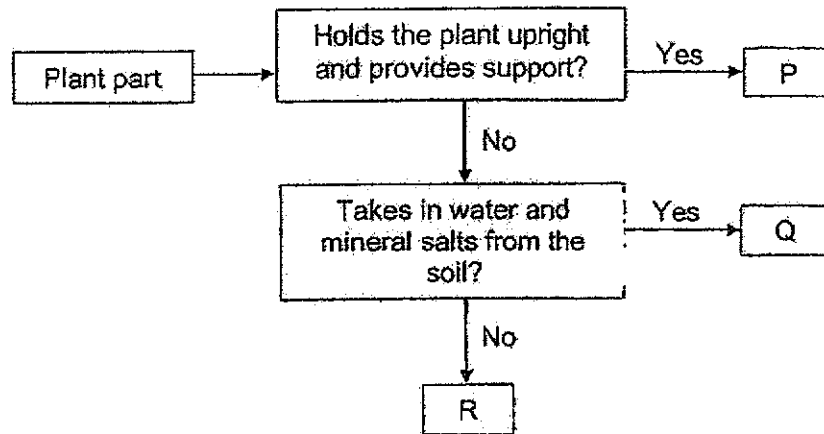 Holds the plant upright
and provides support?
Yes
Plant part
P
No
Takes in water and
mineral salts from the
soil?
Yes
Q
No
R